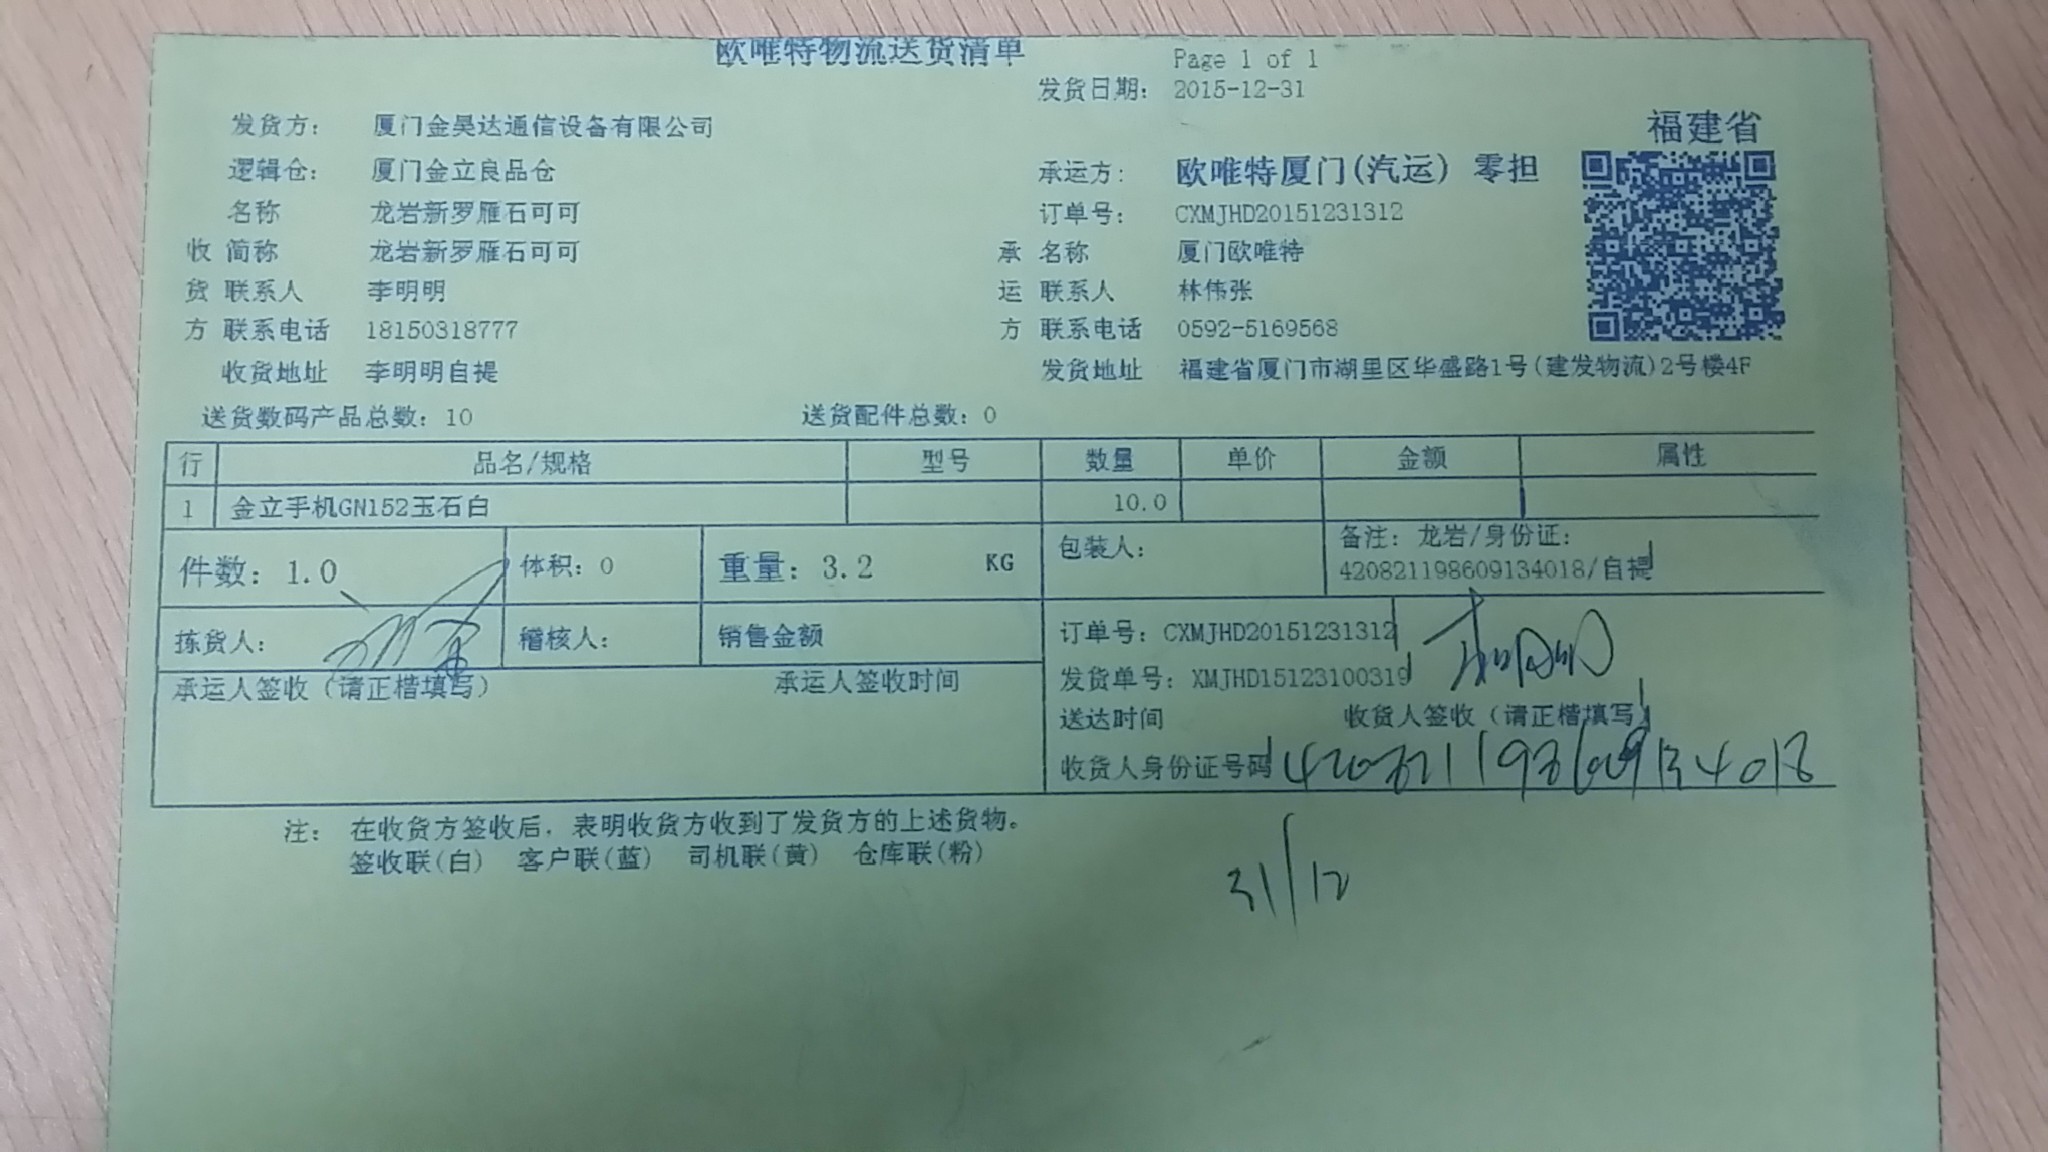 欧唯特物流送货清单 Page 1 of 1
发货日期： 2015-12-31
发货方： 厦门金昊达通信设备有限公司 福建省
逻辑仓： 厦门金立良品仓 承运方： 欧唯特厦门(汽运) 零担
名称 龙岩新罗雁石可可 订单号： CXMJHD20151231312
收 简称 龙岩新罗雁石可可 承 名称 厦门欧唯特
货 联系人 李明明 运 联系人 林伟张
方 联系电话 18150318777 方 联系电话 0592-5169568
收货地址 李明明自提 发货地址 福建省厦门市湖里区华盛路1号(建发物流)2号楼4F
送货数码产品总数：10 送货配件总数：0
行 品名/规格 型号 数量 单价 金额 属性
1 金立手机GN152玉石白 10.0
件数：1.0 体积：0 重量：3.2 KG 包装人： 备注：龙岩/身份证：
420821198609134018/自提
拣货人： 稽核人： 销售金额 订单号：CXMJHD20151231312
承运人签收（请正楷填写） 承运人签收时间 发货单号：XMJHD15123100319
李明明
送达时间 收货人签收（请正楷填写）
收货人身份证号码 420821198609134018
注： 在收货方签收后，表明收货方收到了发货方的上述货物。
签收联(白) 客户联(蓝) 司机联(黄) 仓库联(粉)
31/12